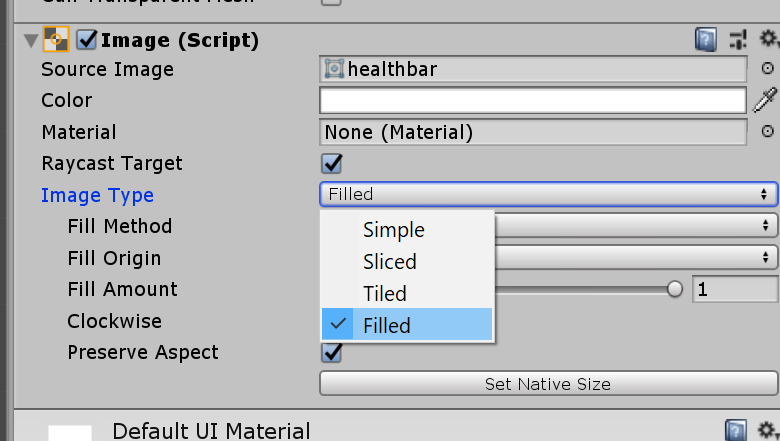 Image (Script)
Source Image healthbar
Color
Material None (Material)
Raycast Target
Image Type Filled
Fill Method Simple
Fill Origin Sliced
Fill Amount Tiled 1
Clockwise Filled
Preserve Aspect
Set Native Size
Default UI Material